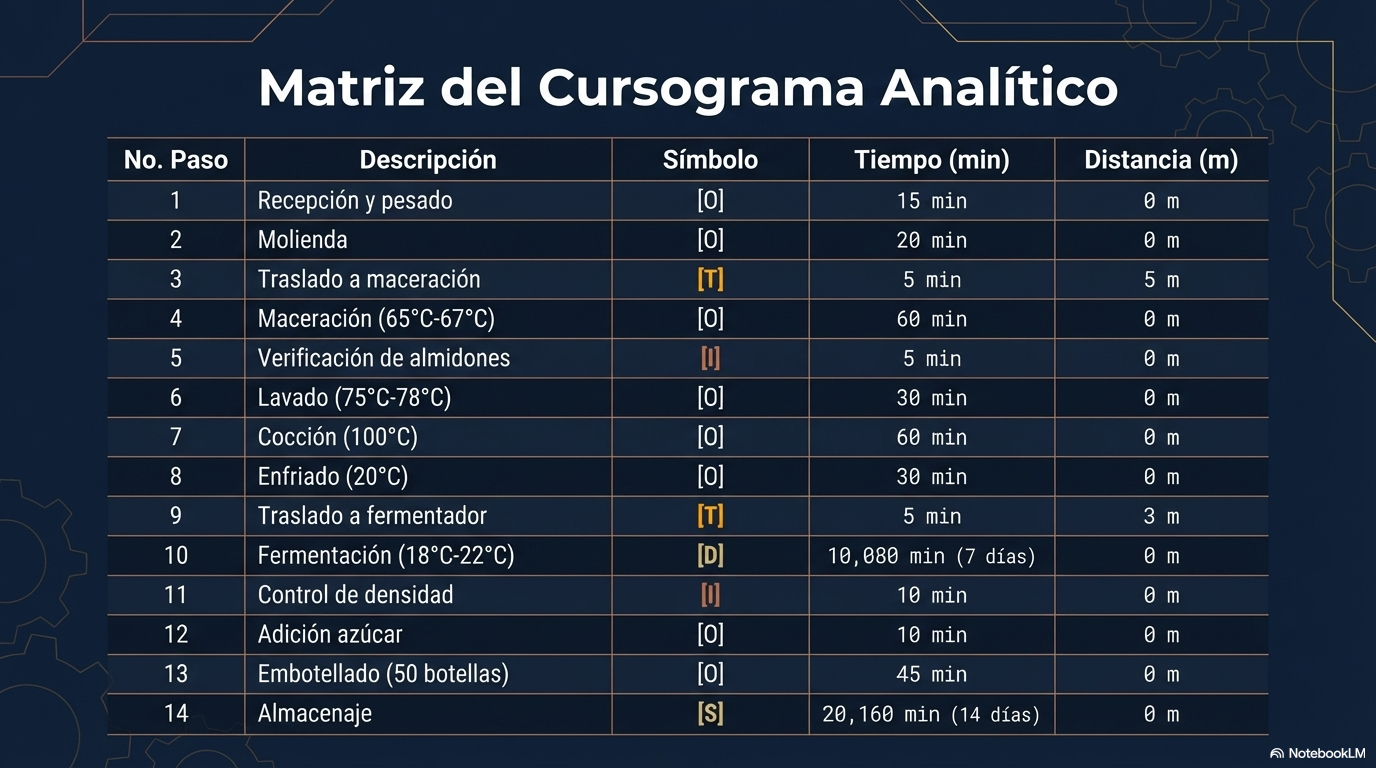 Matriz del Cursograma Analítico
No. Paso Descripción Símbolo Tiempo (min) Distancia (m)
1 Recepción y pesado [O] 15 min 0 m
2 Molienda [O] 20 min 0 m
3 Traslado a maceración [T] 5 min 5 m
4 Maceración (65°C-67°C) [O] 60 min 0 m
5 Verificación de almidones [I] 5 min 0 m
6 Lavado (75°C-78°C) [O] 30 min 0 m
7 Cocción (100°C) [O] 60 min 0 m
8 Enfriado (20°C) [O] 30 min 0 m
9 Traslado a fermentador [T] 5 min 3 m
10 Fermentación (18°C-22°C) [D] 10,080 min (7 días) 0 m
11 Control de densidad [I] 10 min 0 m
12 Adición azúcar [O] 10 min 0 m
13 Embotellado (50 botellas) [O] 45 min 0 m
14 Almacenaje [S] 20,160 min (14 días) 0 m
NotebookLM